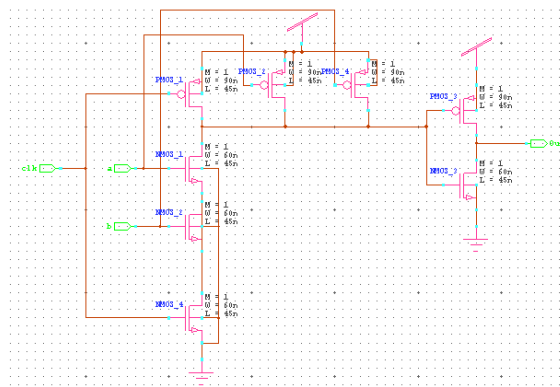 PMOS_1
M = 1
W = 90n
L = 45n
PMOS_2
M = 1
W = 90n
L = 45n
PMOS_4
M = 1
W = 90n
L = 45n
PMOS_3
M = 1
W = 90n
L = 45n
clk
a
NMOS_1
M = 1
W = 60n
L = 45n
Ou
NMOS_3
M = 1
W = 60n
L = 45n
b
NMOS_2
M = 1
W = 60n
L = 45n
NMOS_4
M = 1
W = 60n
L = 45n